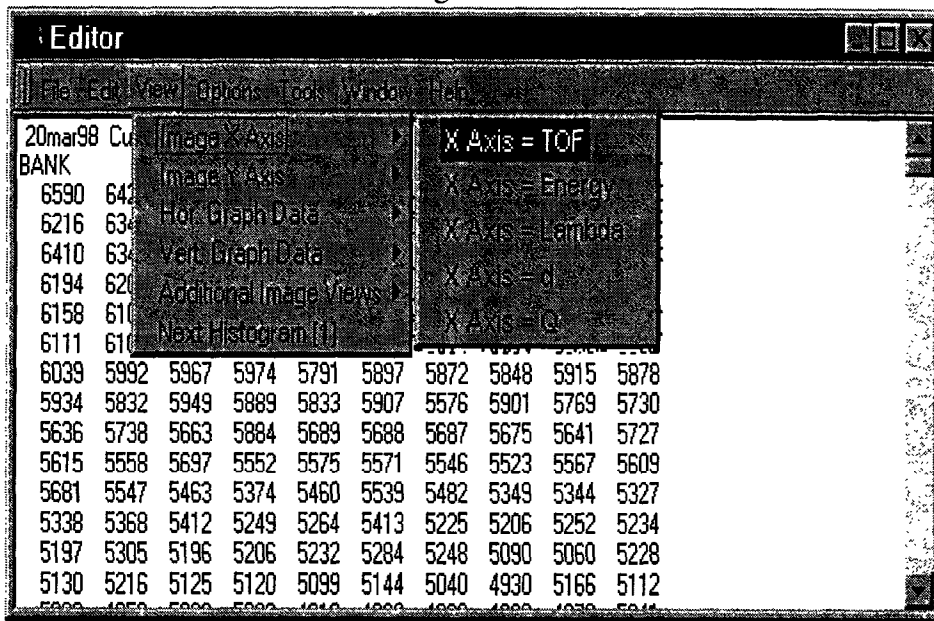 Editor
File Edit View Options Tools Window Help
20mar98 Cu
BANK
Image X Axis
Image Y Axis
Hor. Graph Data
Vert. Graph Data
Additional Image Views
Next Histogram (1)
X Axis = TOF
X Axis = Energy
X Axis = Lambda
X Axis = d
X Axis = Q
6590
6216
6410
6194
6158
6111
6039 5992 5967 5974 5791 5897 5872 5848 5915 5878
5934 5832 5949 5889 5833 5907 5576 5901 5769 5730
5636 5738 5663 5884 5689 5688 5687 5675 5641 5727
5615 5558 5697 5552 5575 5571 5546 5523 5567 5609
5681 5547 5463 5374 5460 5539 5482 5349 5344 5327
5338 5368 5412 5249 5264 5413 5225 5206 5252 5234
5197 5305 5196 5206 5232 5284 5248 5090 5060 5228
5130 5216 5125 5120 5099 5144 5040 4930 5166 5112